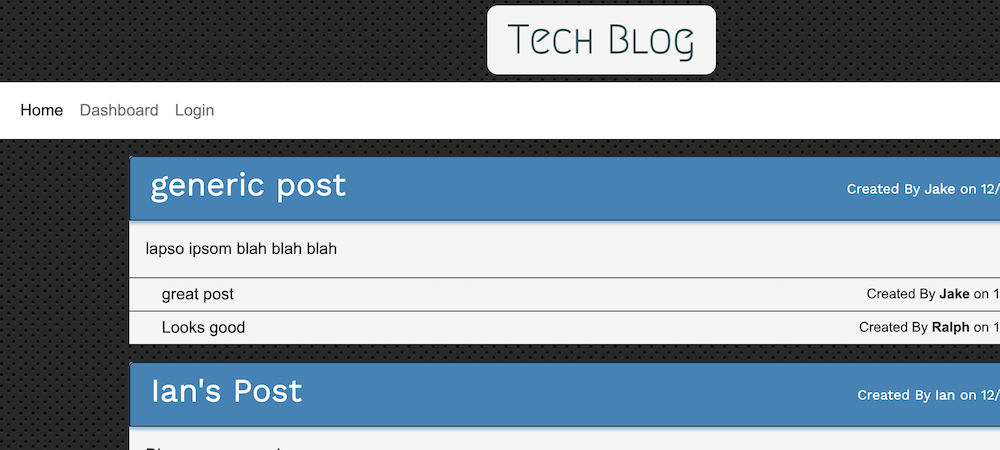 Tech Blog
Home Dashboard Login
generic post Created By Jake on 12/
lapso ipsom blah blah blah
great post Created By Jake on 1
Looks good Created By Ralph on 1
Ian's Post Created By Ian on 12/